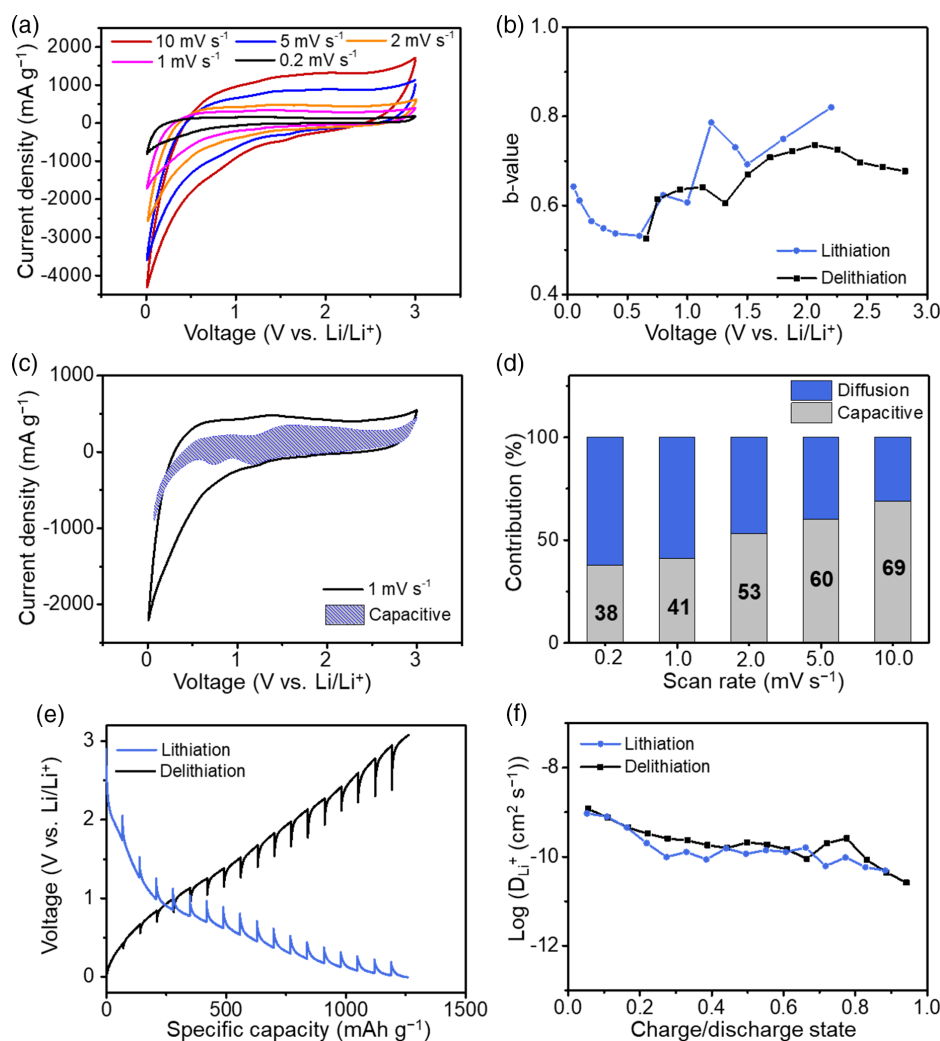 (a)
10 mV s⁻¹ 5 mV s⁻¹ 2 mV s⁻¹
1 mV s⁻¹ 0.2 mV s⁻¹
2000
1000
0
-1000
-2000
-3000
-4000
Current density (mA g⁻¹)
0 1 2 3
Voltage (V vs. Li/Li⁺)
(b)
1.0
0.8
0.6
0.4
b-value
Lithiation
Delithiation
0.0 0.5 1.0 1.5 2.0 2.5 3.0
Voltage (V vs. Li/Li⁺)
(c)
1000
0
-1000
-2000
Current density (mA g⁻¹)
1 mV s⁻¹
Capacitive
0 1 2 3
Voltage (V vs. Li/Li⁺)
(d)
Diffusion
Capacitive
100
50
0
Contribution (%)
38 41 53 60 69
0.2 1.0 2.0 5.0 10.0
Scan rate (mV s⁻¹)
(e)
Lithiation
Delithiation
3
2
1
0
Voltage (V vs. Li/Li⁺)
0 500 1000 1500
Specific capacity (mAh g⁻¹)
(f)
Lithiation
Delithiation
-8
-10
-12
Log (D_Li⁺ (cm² s⁻¹))
0.0 0.2 0.4 0.6 0.8 1.0
Charge/discharge state